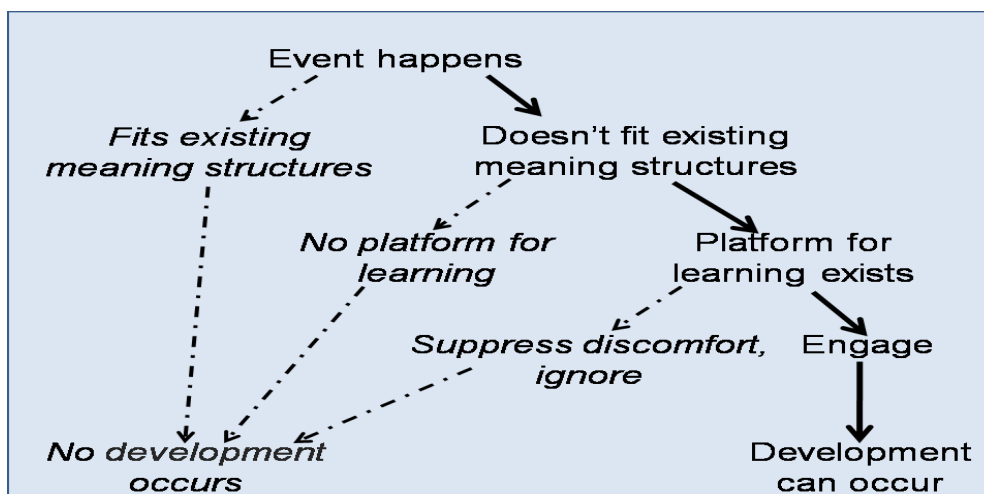 Event happens
Fits existing
meaning structures
Doesn't fit existing
meaning structures
No platform for
learning
Platform for
learning exists
Suppress discomfort,
ignore
Engage
No development
occurs
Development
can occur